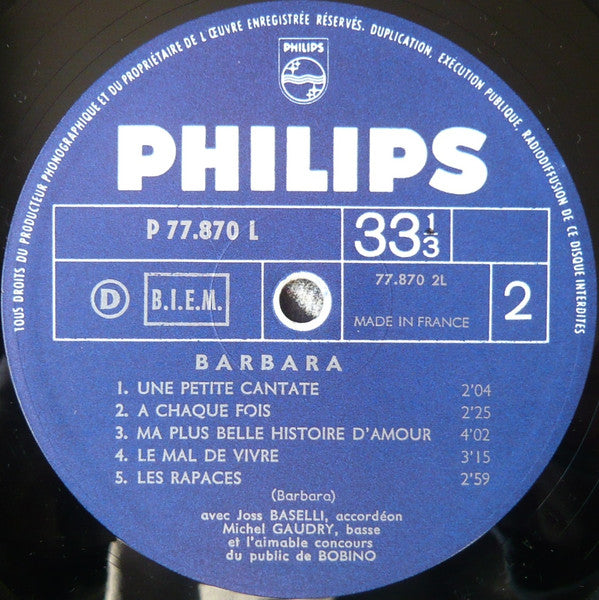 TOUS DROITS DU PRODUCTEUR PHONOGRAPHIQUE ET DU PROPRIÉTAIRE DE L'ŒUVRE ENREGISTRÉE RÉSERVÉS. DUPLICATION, EXECUTION PUBLIQUE, RADIODIFFUSION DE CE DISQUE INTERDITES
PHILIPS
PHILIPS
P 77.870 L
33 1/3
D
B.I.E.M.
77.870 2L
MADE IN FRANCE
2
BARBARA
1. UNE PETITE CANTATE 2'04
2. A CHAQUE FOIS 2'25
3. MA PLUS BELLE HISTOIRE D'AMOUR 4'02
4. LE MAL DE VIVRE 3'15
5. LES RAPACES 2'59
(Barbara)
avec Joss BASELLI, accordéon
Michel GAUDRY, basse
et l'aimable concours
du public de BOBINO